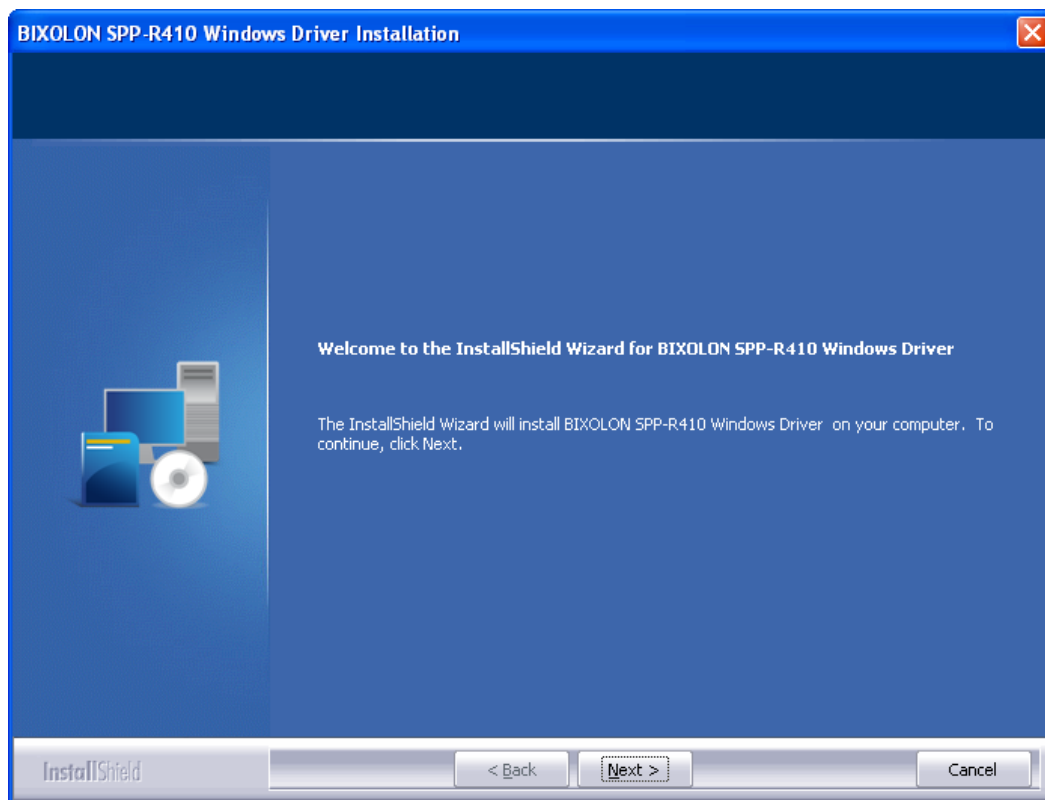 BIXOLON SPP-R410 Windows Driver Installation
Welcome to the InstallShield Wizard for BIXOLON SPP-R410 Windows Driver
The InstallShield Wizard will install BIXOLON SPP-R410 Windows Driver  on your computer.  To
continue, click Next.
InstallShield
< Back
Next >
Cancel